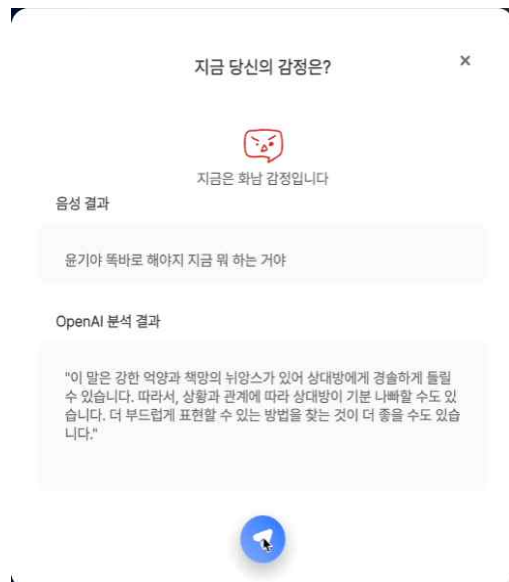 지금 당신의 감정은?
×
지금은 화남 감정입니다
음성 결과
윤기야 똑바로 해야지 지금 뭐 하는 거야
OpenAI 분석 결과
"이 말은 강한 억양과 책망의 뉘앙스가 있어 상대방에게 경솔하게 들릴
수 있습니다. 따라서, 상황과 관계에 따라 상대방이 기분 나빠할 수도 있
습니다. 더 부드럽게 표현할 수 있는 방법을 찾는 것이 더 좋을 수도 있습
니다."